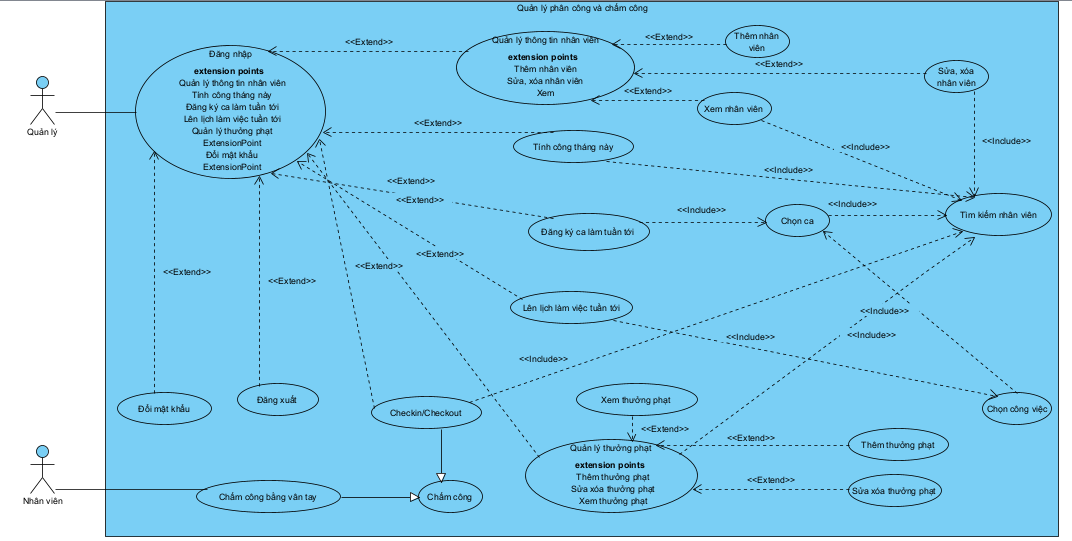 Quản lý phân công và chấm công
Đăng nhập
extension points
Quản lý thông tin nhân viên
Tính công tháng này
Đăng ký ca làm tuần tới
Lên lịch làm việc tuần tới
Quản lý thưởng phạt
ExtensionPoint
Đổi mật khẩu
ExtensionPoint
<<Extend>>
Quản lý thông tin nhân viên
extension points
Thêm nhân viên
Sửa, xóa nhân viên
Xem
<<Extend>>
Thêm nhân
viên
<<Extend>>
Sửa, xóa
nhân viên
<<Extend>>
Xem nhân viên
Quản lý
<<Extend>>
Tính công tháng này
<<Include>>
<<Include>>
<<Include>>
<<Extend>>
<<Extend>>
Đăng ký ca làm tuần tới
<<Include>>
Chọn ca
<<Include>>
Tìm kiếm nhân viên
<<Extend>>
<<Extend>>
<<Extend>>
<<Extend>>
Lên lịch làm việc tuần tới
<<Include>>
<<Include>>
<<Include>>
<<Include>>
Đổi mật khẩu
Đăng xuất
Checkin/Checkout
Xem thưởng phạt
Chọn công việc
<<Extend>>
Quản lý thưởng phạt
extension points
Thêm thưởng phạt
Sửa xóa thưởng phạt
Xem thưởng phạt
<<Extend>>
Thêm thưởng phạt
<<Extend>>
Sửa xóa thưởng phạt
Nhân viên
Chấm công bằng vân tay
Chấm công